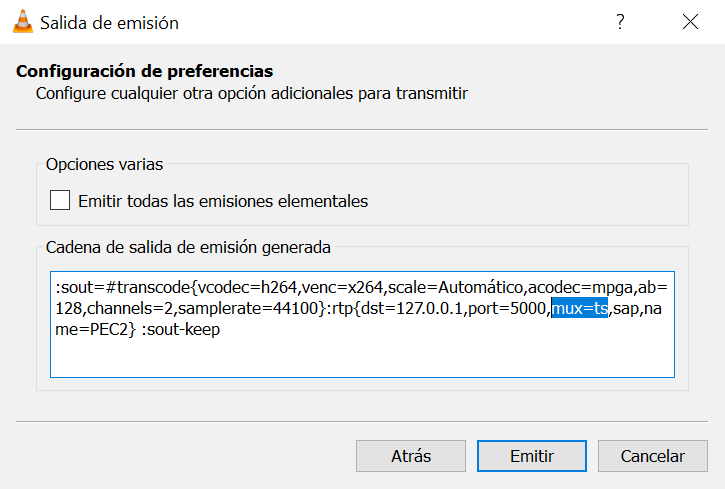 Salida de emisión
?
Configuración de preferencias
Configure cualquier otra opción adicionales para transmitir
Opciones varias
Emitir todas las emisiones elementales
Cadena de salida de emisión generada
:sout=#transcode{vcodec=h264,venc=x264,scale=Automático,acodec=mpga,ab=
128,channels=2,samplerate=44100}:rtp{dst=127.0.0.1,port=5000,mux=ts,sap,na
me=PEC2} :sout-keep
Atrás
Emitir
Cancelar